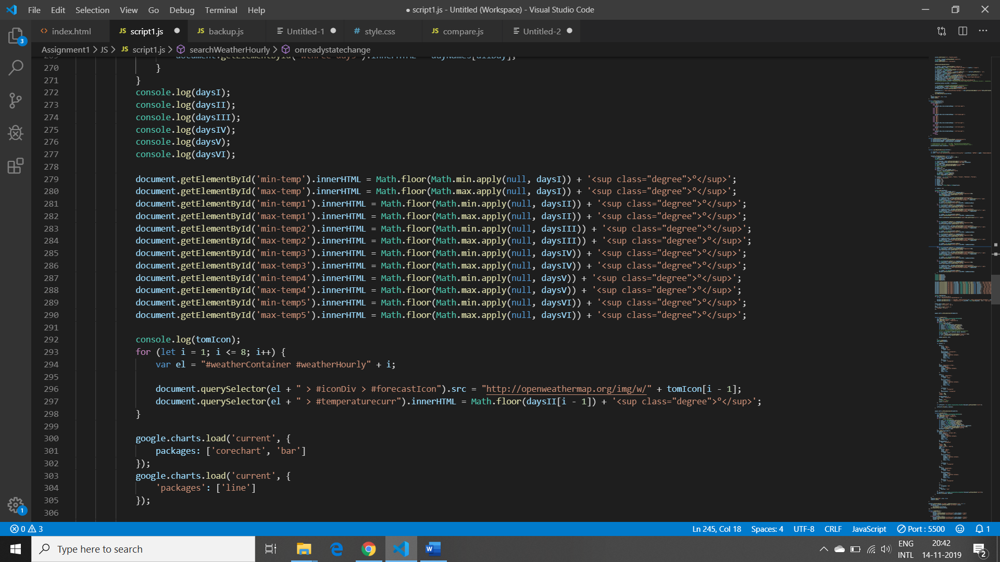 File Edit Selection View Go Debug Terminal Help
● script1.js - Untitled (Workspace) - Visual Studio Code
index.html JS script1.js JS backup.js Untitled-1 # style.css JS compare.js Untitled-2
3
Assignment1 > JS > JS script1.js > searchWeatherHourly > onreadystatechange
270 }
271 }
272 console.log(daysI);
273 console.log(daysII);
274 console.log(daysIII);
275 console.log(daysIV);
276 console.log(daysV);
277 console.log(daysVI);
278
279 document.getElementById('min-temp').innerHTML = Math.floor(Math.min.apply(null, daysI)) + '<sup class="degree">°</sup>';
280 document.getElementById('max-temp').innerHTML = Math.floor(Math.max.apply(null, daysI)) + '<sup class="degree">°</sup>';
281 document.getElementById('min-temp1').innerHTML = Math.floor(Math.min.apply(null, daysII)) + '<sup class="degree">°</sup>';
282 document.getElementById('max-temp1').innerHTML = Math.floor(Math.max.apply(null, daysII)) + '<sup class="degree">°</sup>';
283 document.getElementById('min-temp2').innerHTML = Math.floor(Math.min.apply(null, daysIII)) + '<sup class="degree">°</sup>';
284 document.getElementById('max-temp2').innerHTML = Math.floor(Math.max.apply(null, daysIII)) + '<sup class="degree">°</sup>';
285 document.getElementById('min-temp3').innerHTML = Math.floor(Math.min.apply(null, daysIV)) + '<sup class="degree">°</sup>';
286 document.getElementById('max-temp3').innerHTML = Math.floor(Math.max.apply(null, daysIV)) + '<sup class="degree">°</sup>';
287 document.getElementById('min-temp4').innerHTML = Math.floor(Math.min.apply(null, daysV)) + '<sup class="degree">°</sup>';
288 document.getElementById('max-temp4').innerHTML = Math.floor(Math.max.apply(null, daysV)) + '<sup class="degree">°</sup>';
289 document.getElementById('min-temp5').innerHTML = Math.floor(Math.min.apply(null, daysVI)) + '<sup class="degree">°</sup>';
290 document.getElementById('max-temp5').innerHTML = Math.floor(Math.max.apply(null, daysVI)) + '<sup class="degree">°</sup>';
291
292 console.log(tomIcon);
293 for (let i = 1; i <= 8; i++) {
294 var el = "#weatherContainer #weatherHourly" + i;
295
296 document.querySelector(el + " > #iconDiv > #forecastIcon").src = "http://openweathermap.org/img/w/" + tomIcon[i - 1];
297 document.querySelector(el + " > #temperaturecurr").innerHTML = Math.floor(daysII[i - 1]) + '<sup class="degree">°</sup>';
298 }
299
300 google.charts.load('current', {
301 packages: ['corechart', 'bar']
302 });
303 google.charts.load('current', {
304 'packages': ['line']
305 });
306
1
0 3 Ln 245, Col 18 Spaces: 4 UTF-8 CRLF JavaScript Port : 5500 1
Type here to search
W
ENG
INTL
20:42
14-11-2019
2